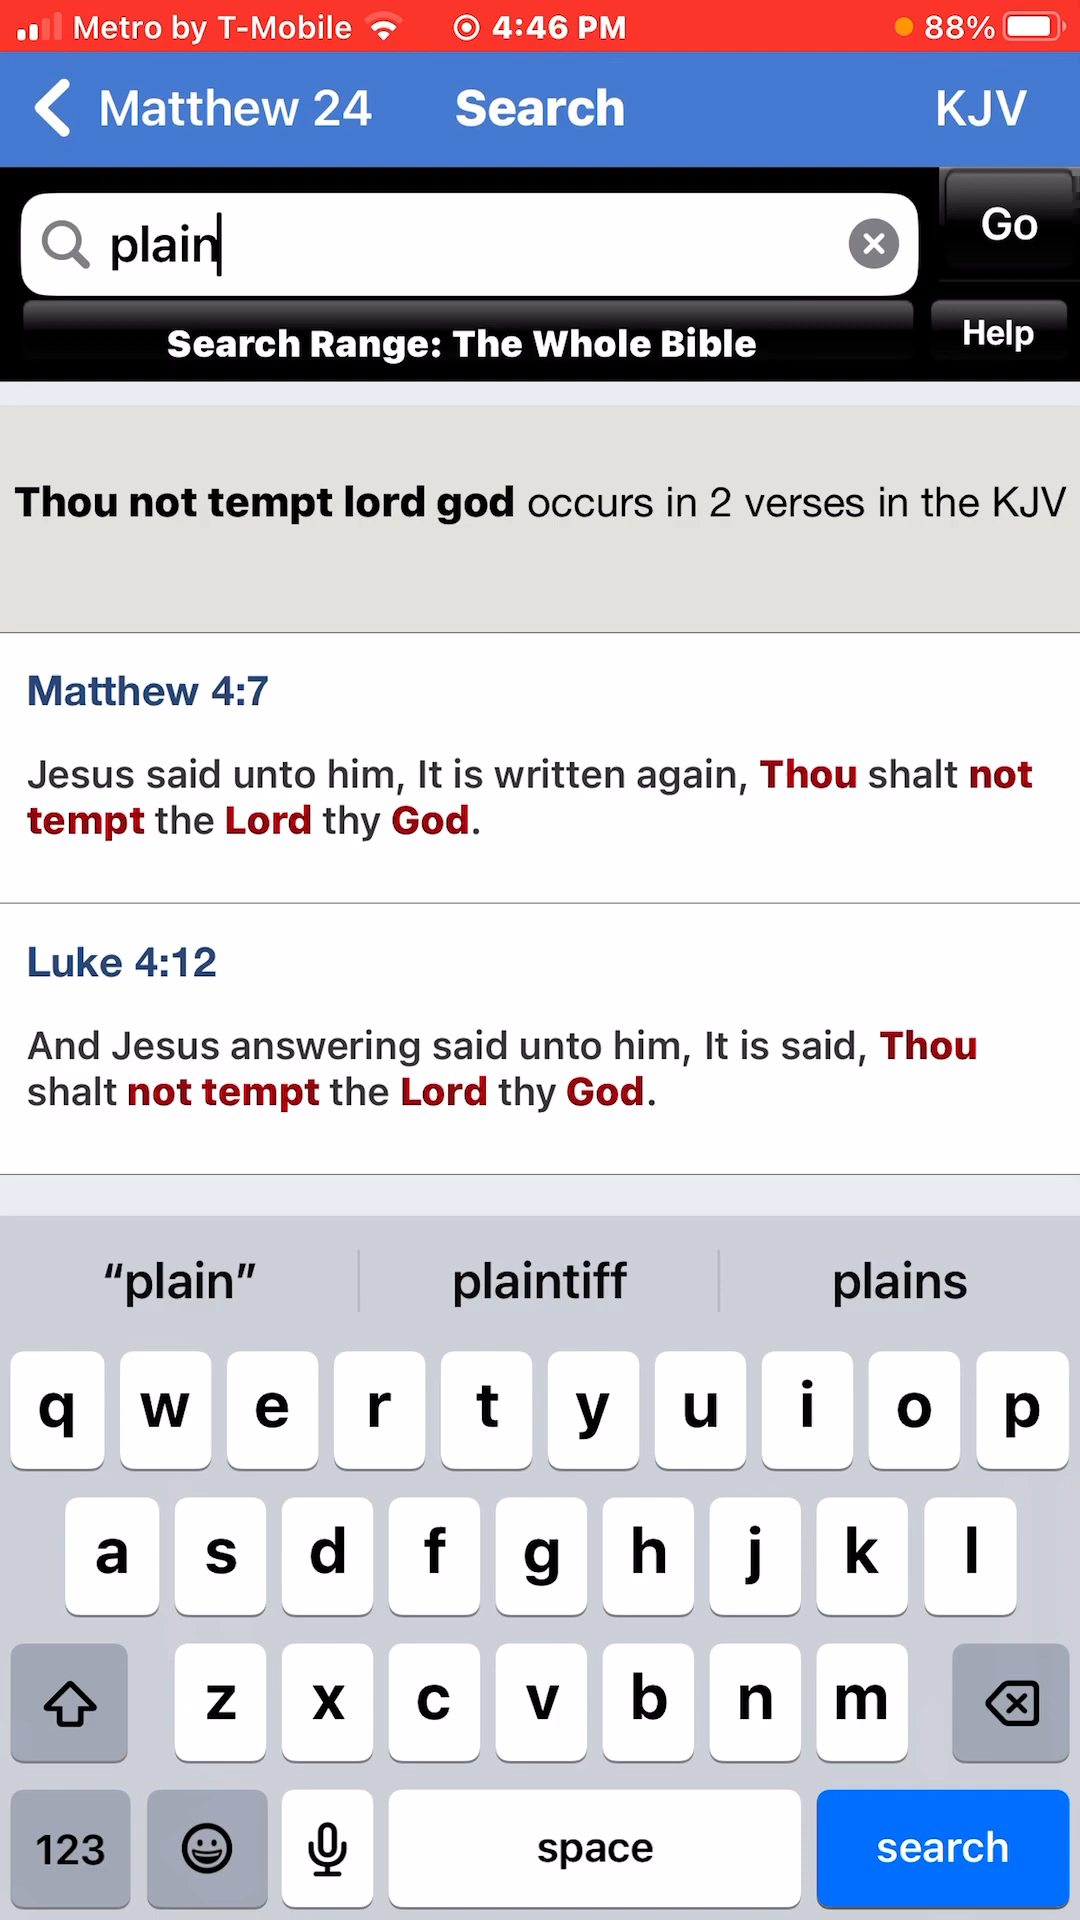 Metro by T-Mobile 4:46 PM 88%
Matthew 24 Search KJV
plain Go
Search Range: The Whole Bible Help
Thou not tempt lord god occurs in 2 verses in the KJV
Matthew 4:7
Jesus said unto him, It is written again, Thou shalt not
tempt the Lord thy God.
Luke 4:12
And Jesus answering said unto him, It is said, Thou
shalt not tempt the Lord thy God.
“plain” plaintiff plains
q w e r t y u i o p
a s d f g h j k l
z x c v b n m
123 space search